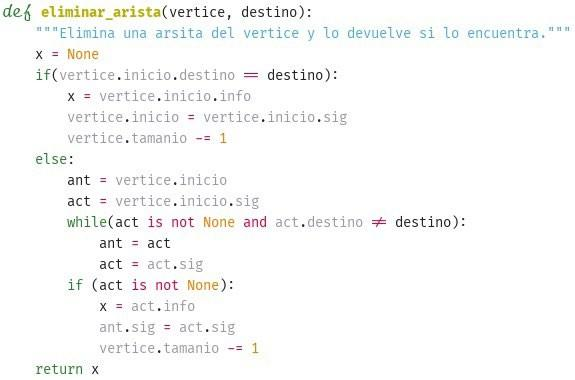 def eliminar_arista(vertice, destino):
    """Elimina una arsita del vertice y lo devuelve si lo encuentra."""
    x = None
    if(vertice.inicio.destino == destino):
        x = vertice.inicio.info
        vertice.inicio = vertice.inicio.sig
        vertice.tamanio -= 1
    else:
        ant = vertice.inicio
        act = vertice.inicio.sig
        while(act is not None and act.destino != destino):
            ant = act
            act = act.sig
        if (act is not None):
            x = act.info
            ant.sig = act.sig
            vertice.tamanio -= 1
    return x